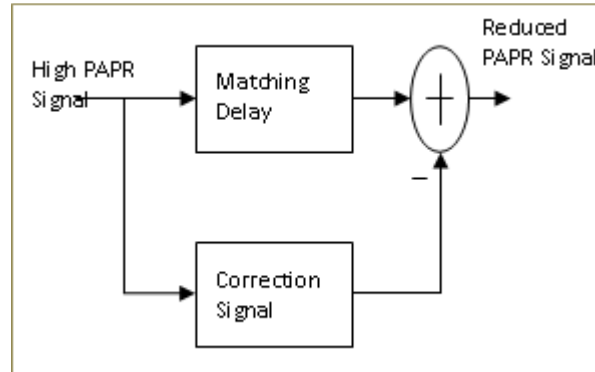 High PAPR
Signal
Matching
Delay
+
Reduced
PAPR Signal
−
Correction
Signal